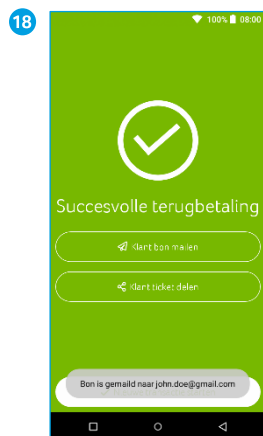 18
100% 08:00
Succesvolle terugbetaling
Klant bon mailen
Klant ticket delen
Bon is gemaild naar john.doe@gmail.com